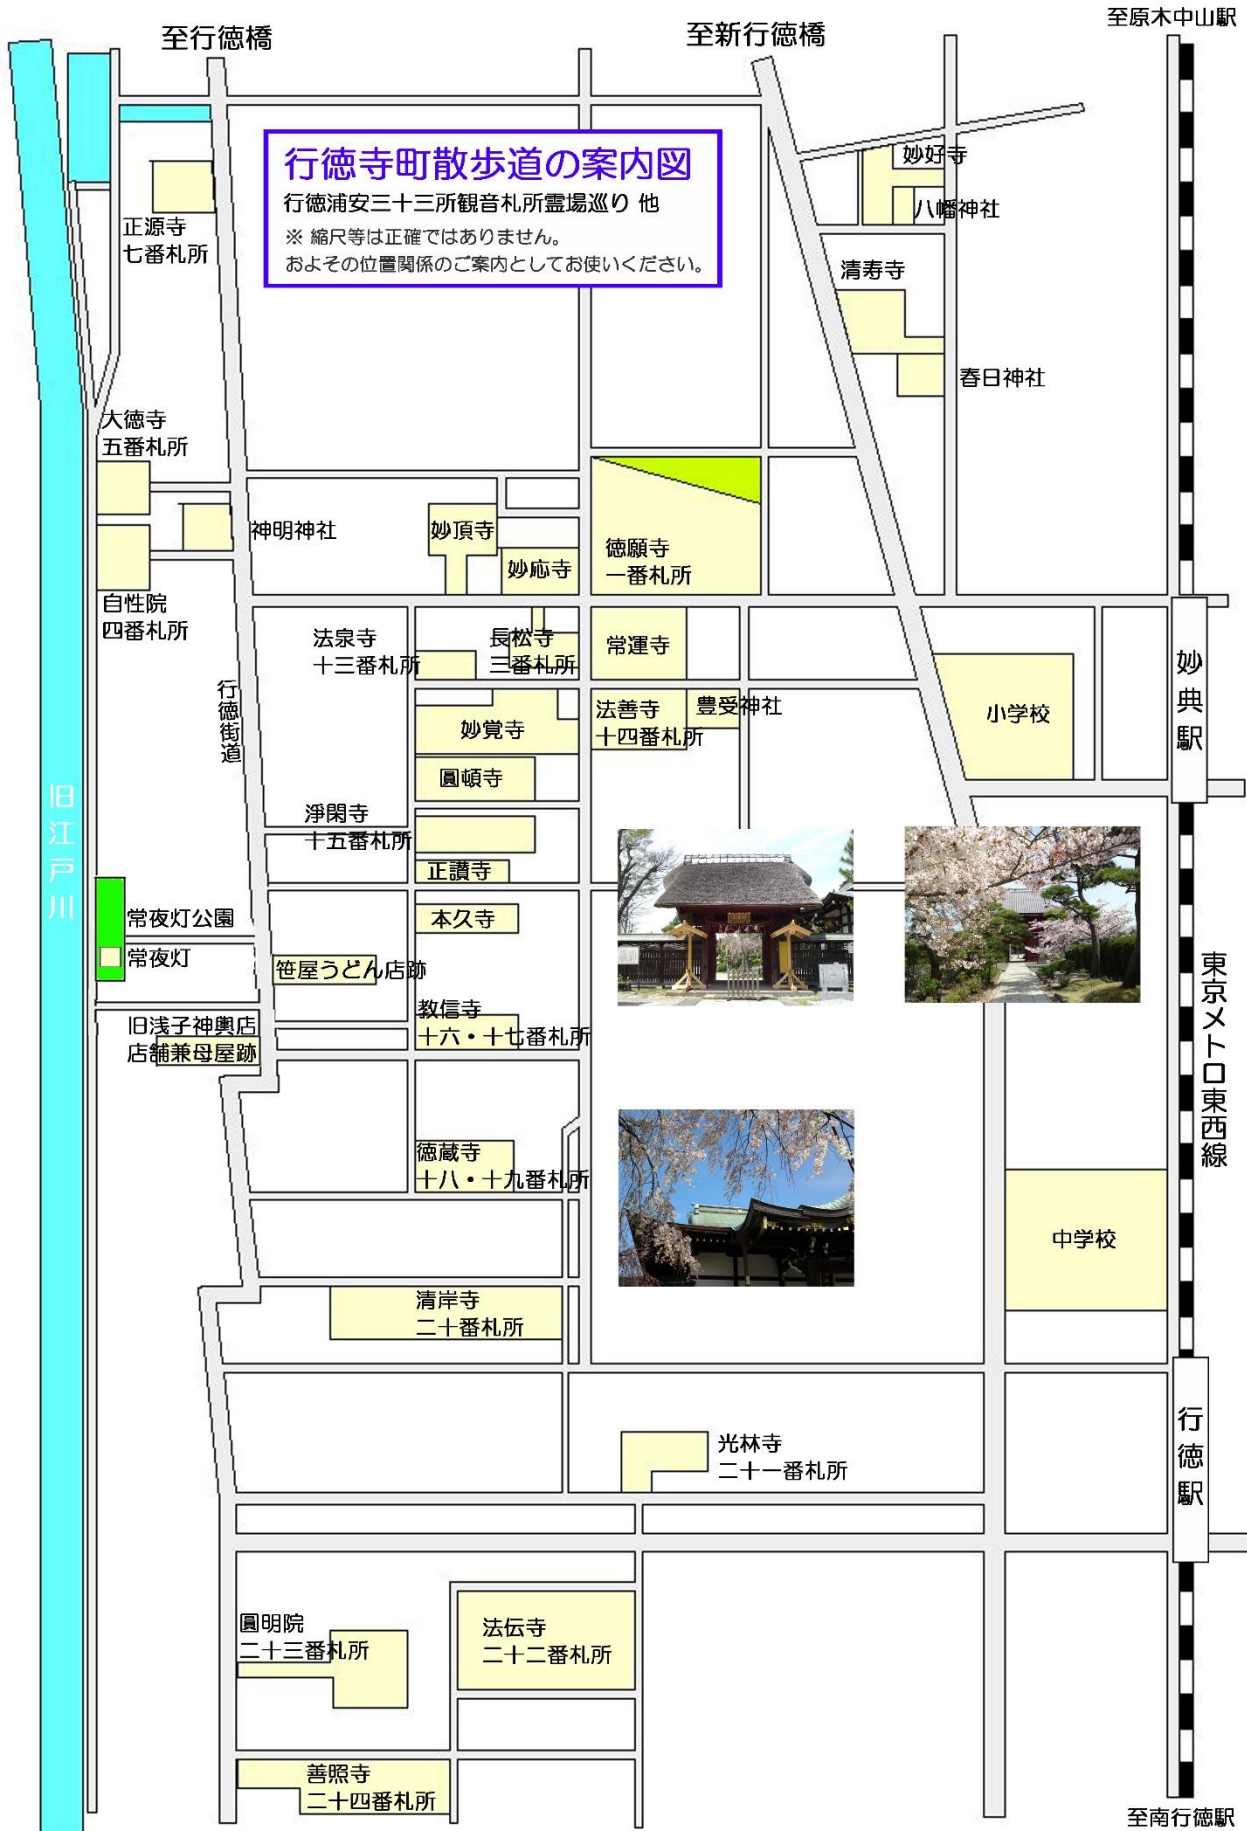 至原木中山駅
至行徳橋
至新行徳橋
行徳寺町散歩道の案内図
行徳浦安三十三所観音札所霊場巡り 他
※ 縮尺等は正確ではありません。
およその位置関係のご案内としてお使いください。
妙好寺
八幡神社
正源寺
七番札所
清寿寺
春日神社
大徳寺
五番札所
神明神社
妙頂寺
妙応寺
徳願寺
一番札所
自性院
四番札所
法泉寺
十三番札所
長松寺
三番札所
常運寺
妙典駅
行徳街道
妙覚寺
法善寺
十四番札所
豊受神社
小学校
圓頓寺
旧江戸川
淨閑寺
十五番札所
正讃寺
本久寺
常夜灯公園
常夜灯
笹屋うどん店跡
東京メトロ東西線
旧浅子神輿店
店舗兼母屋跡
教信寺
十六・十七番札所
徳蔵寺
十八・十九番札所
中学校
清岸寺
二十番札所
光林寺
二十一番札所
行徳駅
圓明院
二十三番札所
法伝寺
二十二番札所
善照寺
二十四番札所
至南行徳駅